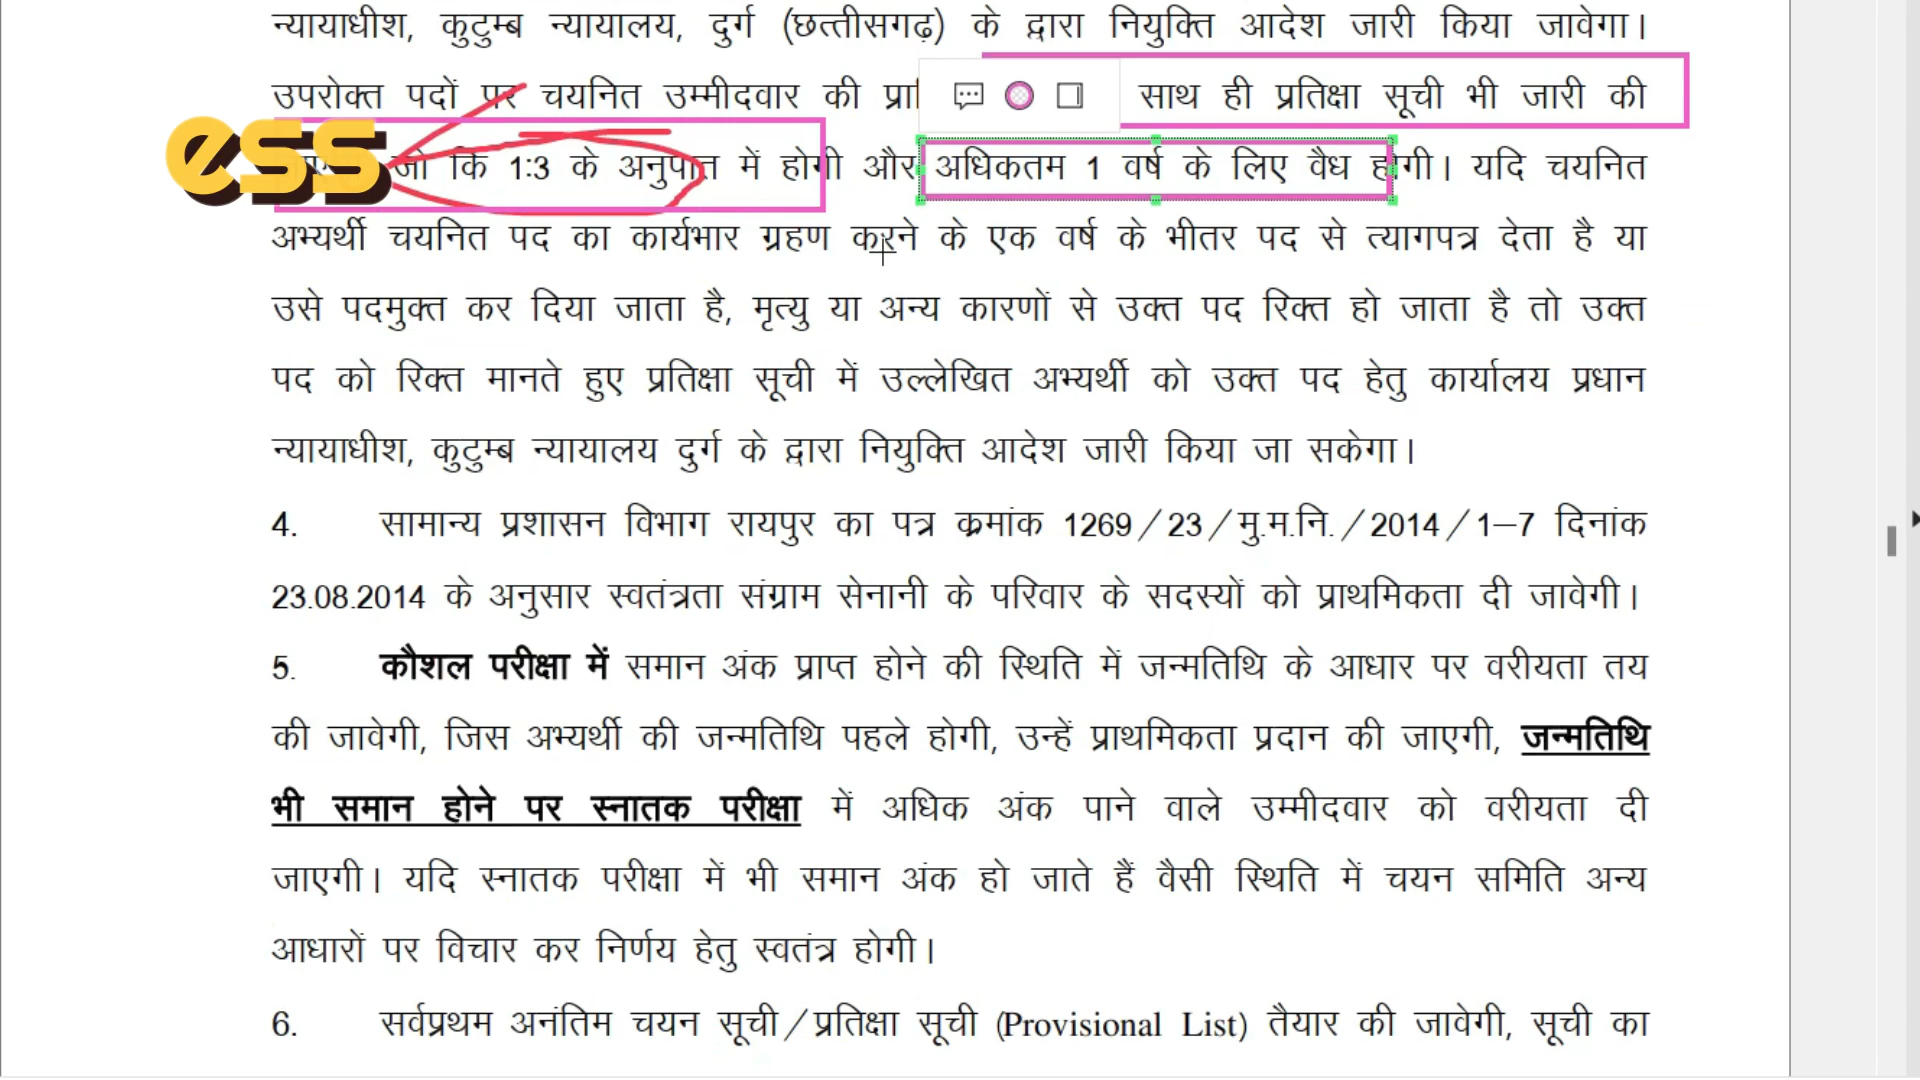 न्यायाधीश, कुटुम्ब न्यायालय, दुर्ग (छत्तीसगढ़) के द्वारा नियुक्ति आदेश जारी किया जावेगा।
उपरोक्त पदों पर चयनित उम्मीदवार की साथ ही प्रतिक्षा सूची भी जारी की
ess
जो कि 1:3 के अनुपात में होगी और अधिकतम 1 वर्ष के लिए वैध होगी। यदि चयनित
अभ्यर्थी चयनित पद का कार्यभार ग्रहण करने के एक वर्ष के भीतर पद से त्यागपत्र देता है या
उसे पदमुक्त कर दिया जाता है, मृत्यु या अन्य कारणों से उक्त पद रिक्त हो जाता है तो उक्त
पद को रिक्त मानते हुए प्रतिक्षा सूची में उल्लेखित अभ्यर्थी को उक्त पद हेतु कार्यालय प्रधान
न्यायाधीश, कुटुम्ब न्यायालय दुर्ग के द्वारा नियुक्ति आदेश जारी किया जा सकेगा।
4. सामान्य प्रशासन विभाग रायपुर का पत्र क्रमांक 1269/23/मु.म.नि./2014/1–7 दिनांक
23.08.2014 के अनुसार स्वतंत्रता संग्राम सेनानी के परिवार के सदस्यों को प्राथमिकता दी जावेगी।
5. कौशल परीक्षा में समान अंक प्राप्त होने की स्थिति में जन्मतिथि के आधार पर वरीयता तय
की जावेगी, जिस अभ्यर्थी की जन्मतिथि पहले होगी, उन्हें प्राथमिकता प्रदान की जाएगी, जन्मतिथि
भी समान होने पर स्नातक परीक्षा में अधिक अंक पाने वाले उम्मीदवार को वरीयता दी
जाएगी। यदि स्नातक परीक्षा में भी समान अंक हो जाते हैं वैसी स्थिति में चयन समिति अन्य
आधारों पर विचार कर निर्णय हेतु स्वतंत्र होगी।
6. सर्वप्रथम अनंतिम चयन सूची/प्रतिक्षा सूची (Provisional List) तैयार की जावेगी, सूची का